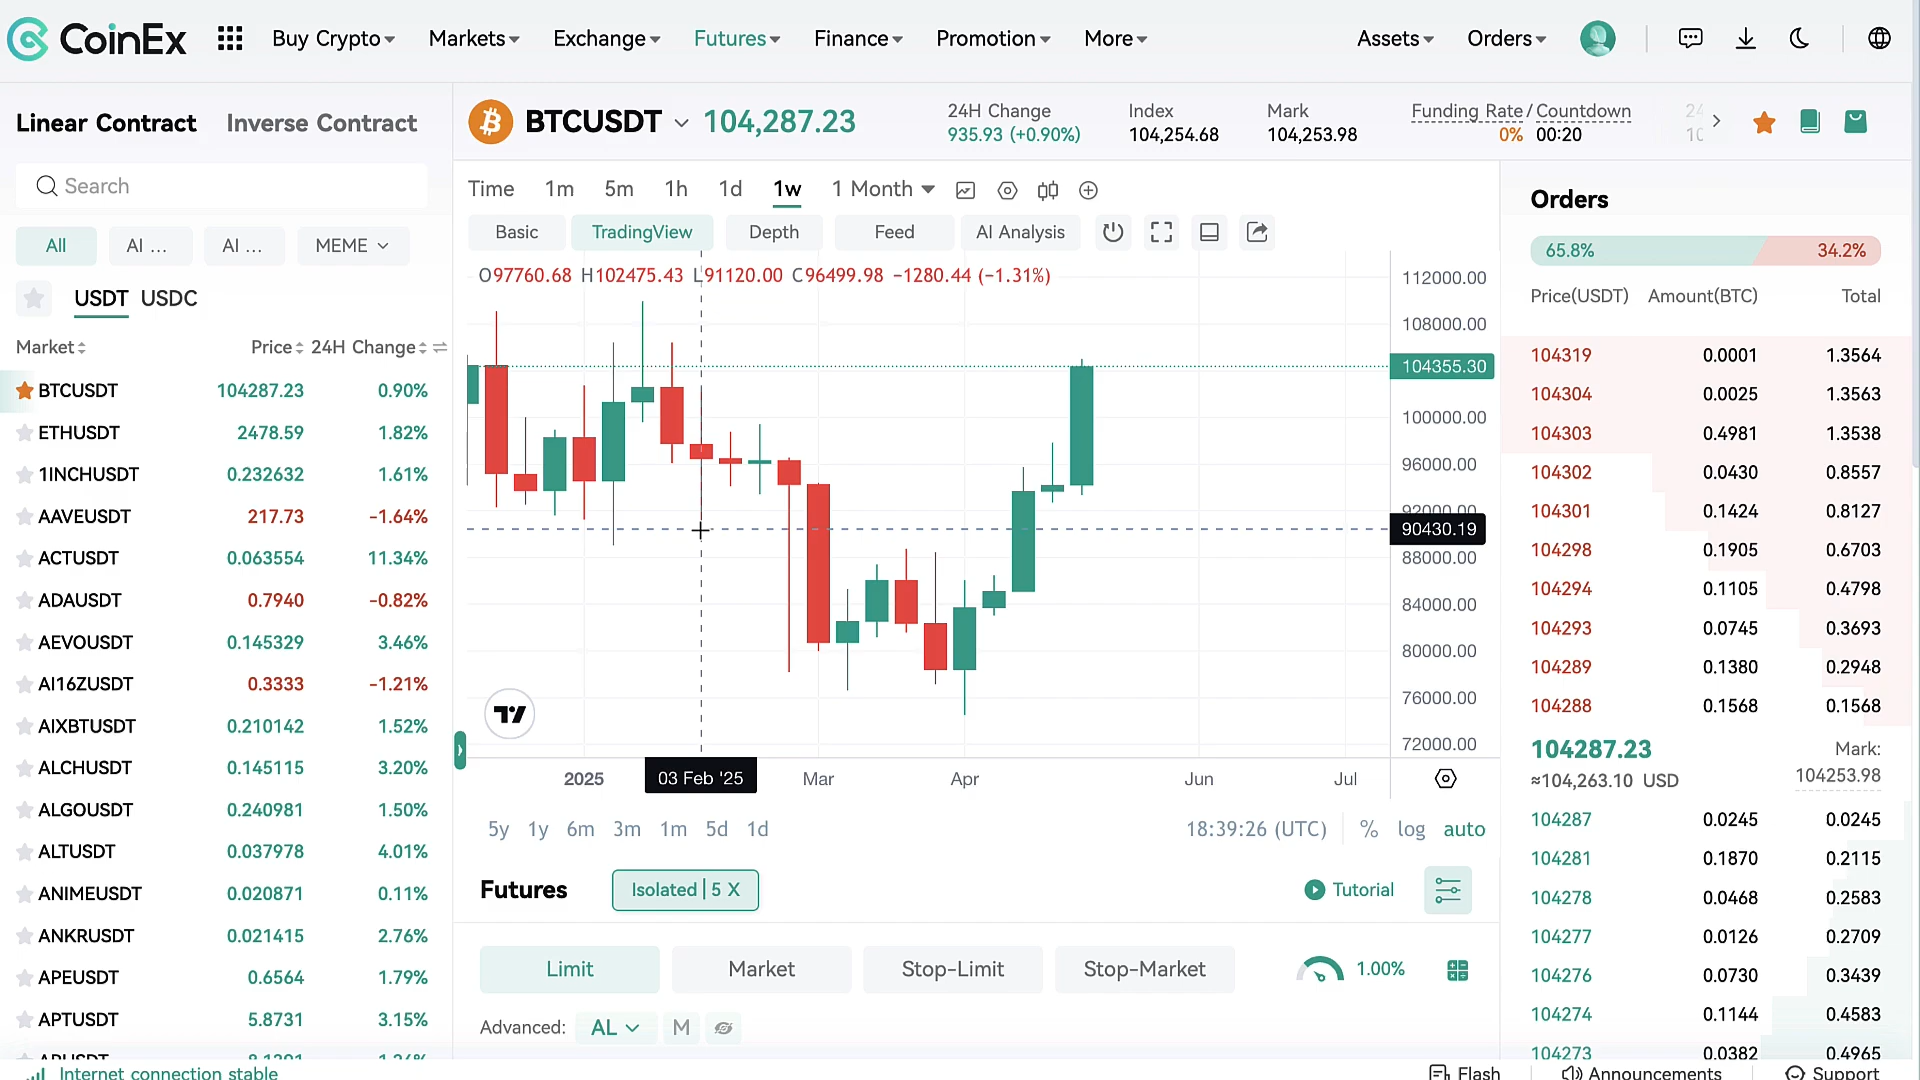 CoinEx Buy Crypto Markets Exchange Futures Finance Promotion More Assets Orders
Linear Contract Inverse Contract
Search
All AI ... AI ... MEME
USDT USDC
Market Price 24H Change
BTCUSDT 104287.23 0.90%
ETHUSDT 2478.59 1.82%
1INCHUSDT 0.232632 1.61%
AAVEUSDT 217.73 -1.64%
ACTUSDT 0.063554 11.34%
ADAUSDT 0.7940 -0.82%
AEVOUSDT 0.145329 3.46%
AI16ZUSDT 0.3333 -1.21%
AIXBTUSDT 0.210142 1.52%
ALCHUSDT 0.145115 3.20%
ALGOUSDT 0.240981 1.50%
ALTUSDT 0.037978 4.01%
ANIMEUSDT 0.020871 0.11%
ANKRUSDT 0.021415 2.76%
APEUSDT 0.6564 1.79%
APTUSDT 5.8731 3.15%
BTCUSDT 104,287.23
24H Change Index Mark Funding Rate / Countdown
935.93 (+0.90%) 104,254.68 104,253.98 0% 00:20
Time 1m 5m 1h 1d 1w 1 Month
Basic TradingView Depth Feed AI Analysis
O97760.68 H102475.43 L91120.00 C96499.98 -1280.44 (-1.31%)
112000.00
108000.00
104355.30
100000.00
96000.00
92000.00
90430.19
88000.00
84000.00
80000.00
76000.00
72000.00
2025 03 Feb '25 Mar Apr Jun Jul
5y 1y 6m 3m 1m 5d 1d 18:39:26 (UTC) % log auto
Futures Isolated | 5 X Tutorial
Limit Market Stop-Limit Stop-Market 1.00%
Advanced: AL M
Orders
65.8% 34.2%
Price(USDT) Amount(BTC) Total
104319 0.0001 1.3564
104304 0.0025 1.3563
104303 0.4981 1.3538
104302 0.0430 0.8557
104301 0.1424 0.8127
104298 0.1905 0.6703
104294 0.1105 0.4798
104293 0.0745 0.3693
104289 0.1380 0.2948
104288 0.1568 0.1568
104287.23 Mark:
≈104,263.10 USD 104253.98
104287 0.0245 0.0245
104281 0.1870 0.2115
104278 0.0468 0.2583
104277 0.0126 0.2709
104276 0.0730 0.3439
104274 0.1144 0.4583
104273 0.0382 0.4965
Internet connection stable Flash Announcements Support